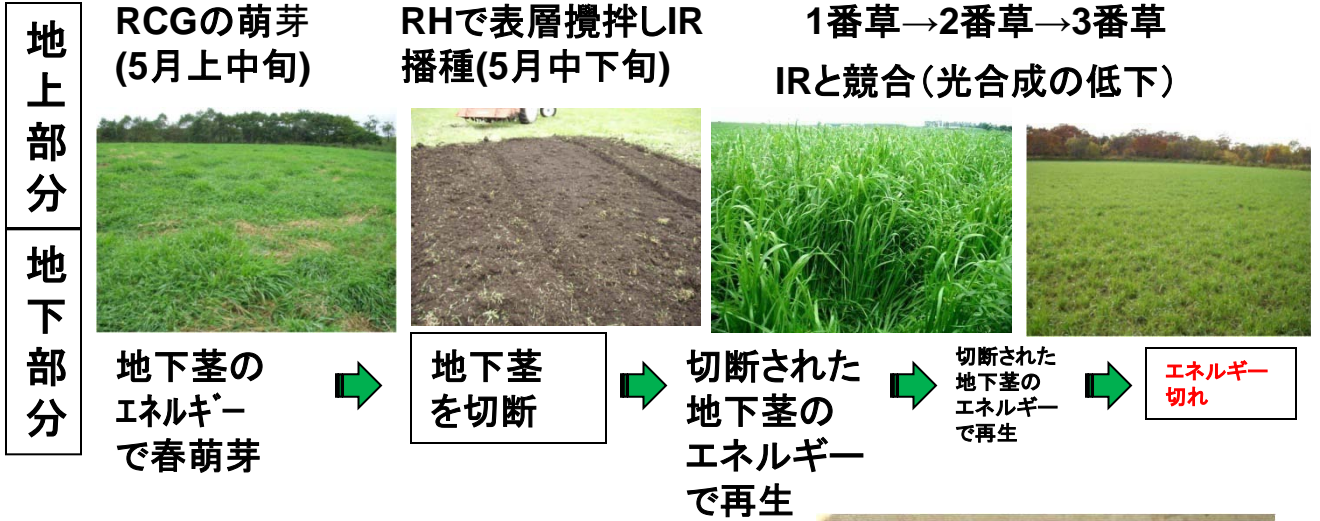 地上部分
RCGの萌芽
(5月上中旬)
RHで表層攪拌しIR
播種(5月中下旬)
1番草→2番草→3番草
IRと競合（光合成の低下）
地下部分
地下茎の
エネルギー
で春萌芽
地下茎
を切断
切断された
地下茎の
エネルギー
で再生
切断された
地下茎の
エネルギー
で再生
エネルギー
切れ